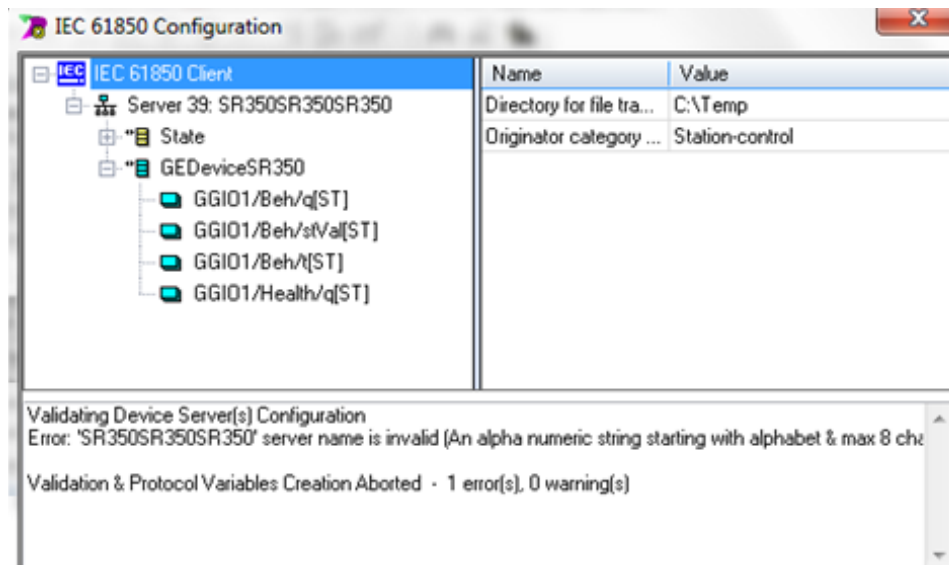 IEC 61850 Configuration
IEC IEC 61850 Client
Server 39: SR350SR350SR350
State
GEDeviceSR350
GGIO1/Beh/q[ST]
GGIO1/Beh/stVal[ST]
GGIO1/Beh/t[ST]
GGIO1/Health/q[ST]
Name Value
Directory for file tra... C:\Temp
Originator category ... Station-control
Validating Device Server(s) Configuration
Error: 'SR350SR350SR350' server name is invalid (An alpha numeric string starting with alphabet & max 8 cha
Validation & Protocol Variables Creation Aborted - 1 error(s), 0 warning(s)